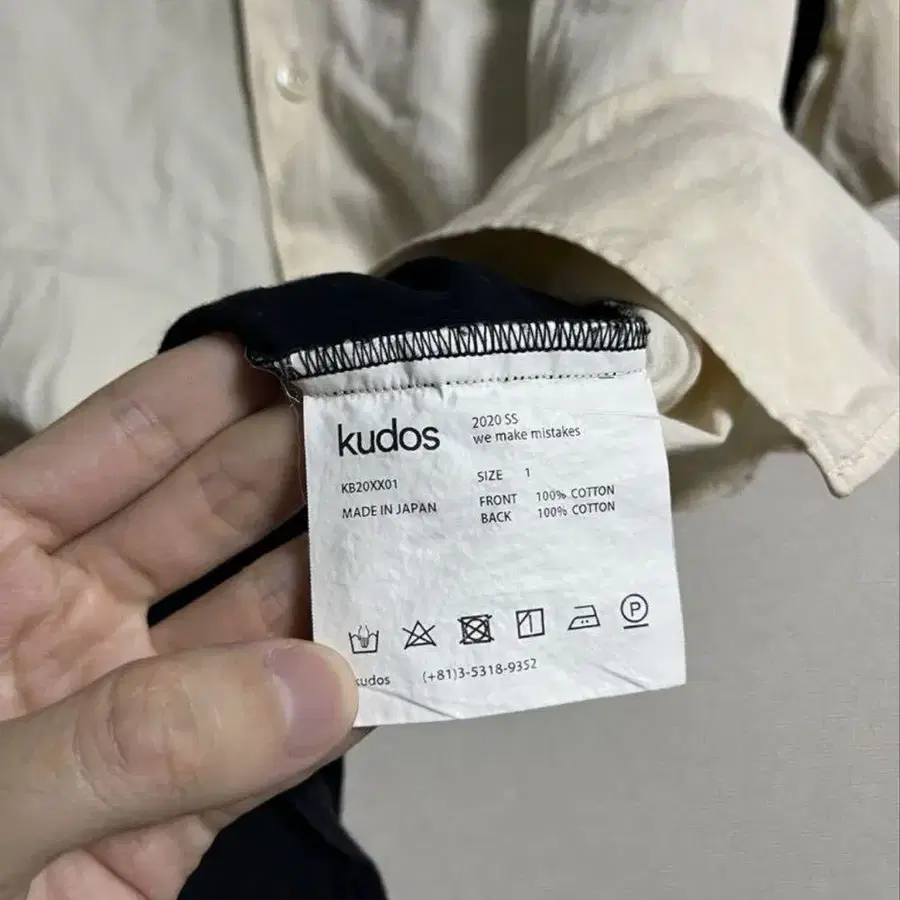 kudos
2020 SS
we make mistakes
KB20XX01
SIZE 1
MADE IN JAPAN
FRONT 100% COTTON
BACK 100% COTTON
1
P
kudos (+81)3-5318-9352